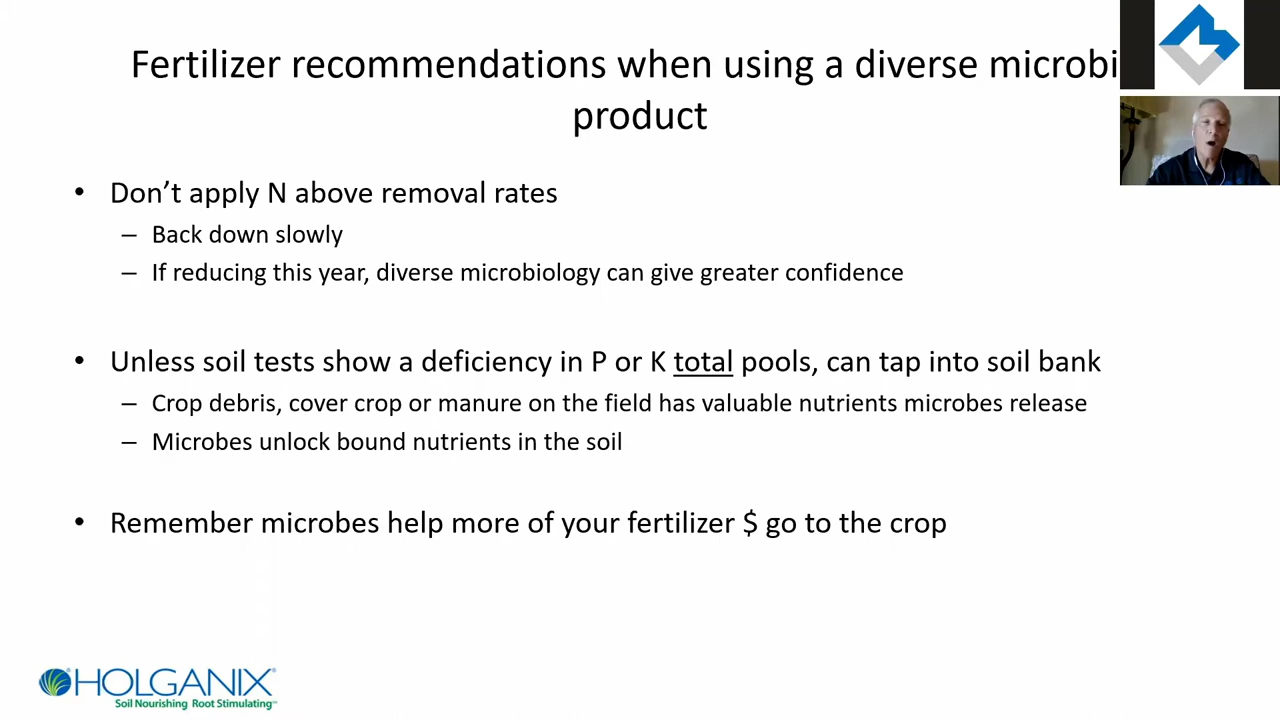 Fertilizer recommendations when using a diverse microbi
product
• Don’t apply N above removal rates
– Back down slowly
– If reducing this year, diverse microbiology can give greater confidence
• Unless soil tests show a deficiency in P or K total pools, can tap into soil bank
– Crop debris, cover crop or manure on the field has valuable nutrients microbes release
– Microbes unlock bound nutrients in the soil
• Remember microbes help more of your fertilizer $ go to the crop
HOLGANIX®
Soil Nourishing Root Stimulating℠